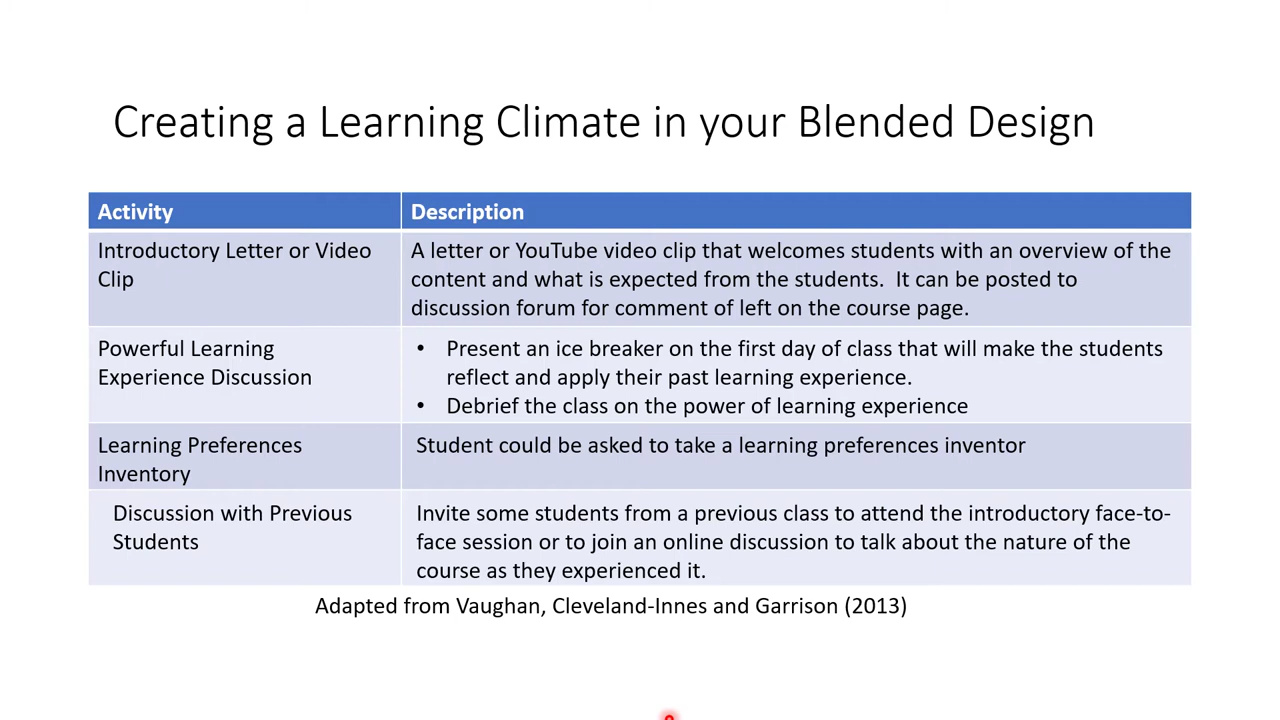 Creating a Learning Climate in your Blended Design
Activity
Description
Introductory Letter or Video
Clip
A letter or YouTube video clip that welcomes students with an overview of the
content and what is expected from the students.  It can be posted to
discussion forum for comment of left on the course page.
Powerful Learning
Experience Discussion
• Present an ice breaker on the first day of class that will make the students
reflect and apply their past learning experience.
• Debrief the class on the power of learning experience
Learning Preferences
Inventory
Student could be asked to take a learning preferences inventor
Discussion with Previous
Students
Invite some students from a previous class to attend the introductory face-to-
face session or to join an online discussion to talk about the nature of the
course as they experienced it.
Adapted from Vaughan, Cleveland-Innes and Garrison (2013)